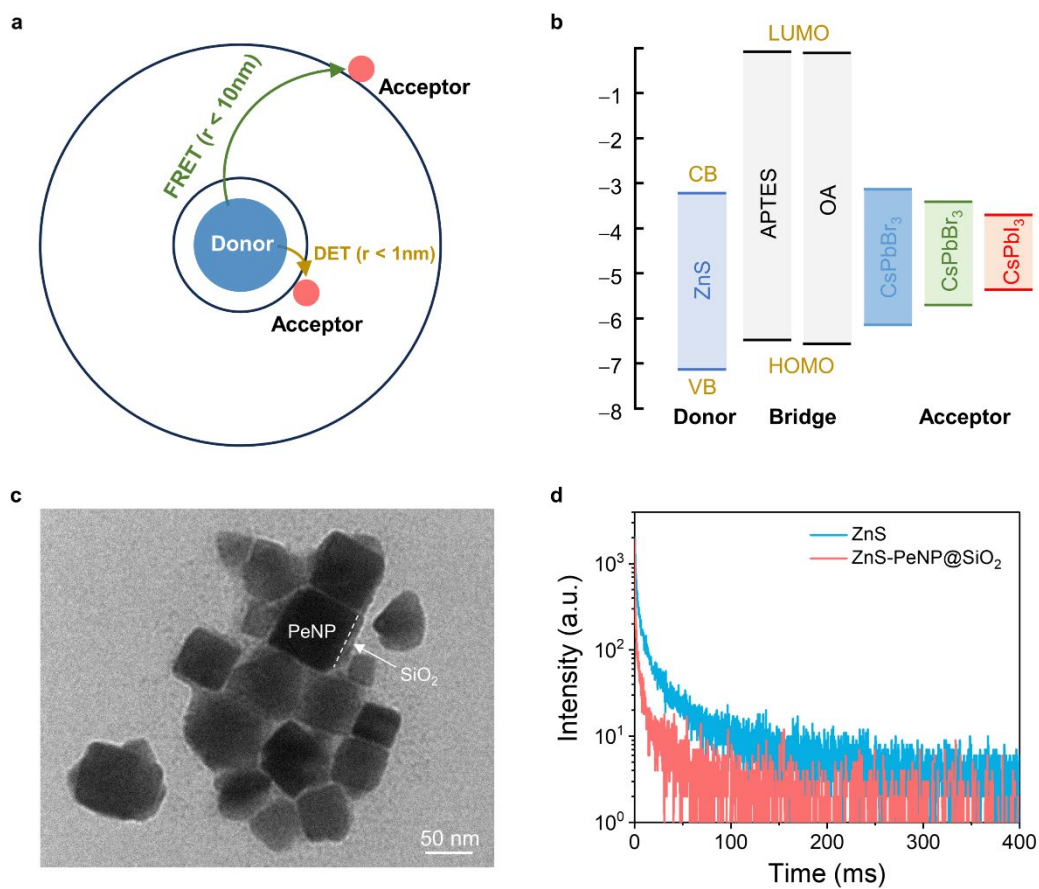 a
FRET (r < 10nm)
Acceptor
Donor
DET (r < 1nm)
Acceptor
b
LUMO
−1
−2
−3
−4
−5
−6
−7
−8
CB
ZnS
VB
APTES
OA
HOMO
CsPbBr3
CsPbBr3
CsPbI3
Donor
Bridge
Acceptor
c
PeNP
SiO2
50 nm
d
ZnS
ZnS-PeNP@SiO2
Intensity (a.u.)
10^3
10^2
10^1
10^0
0
100
200
300
400
Time (ms)